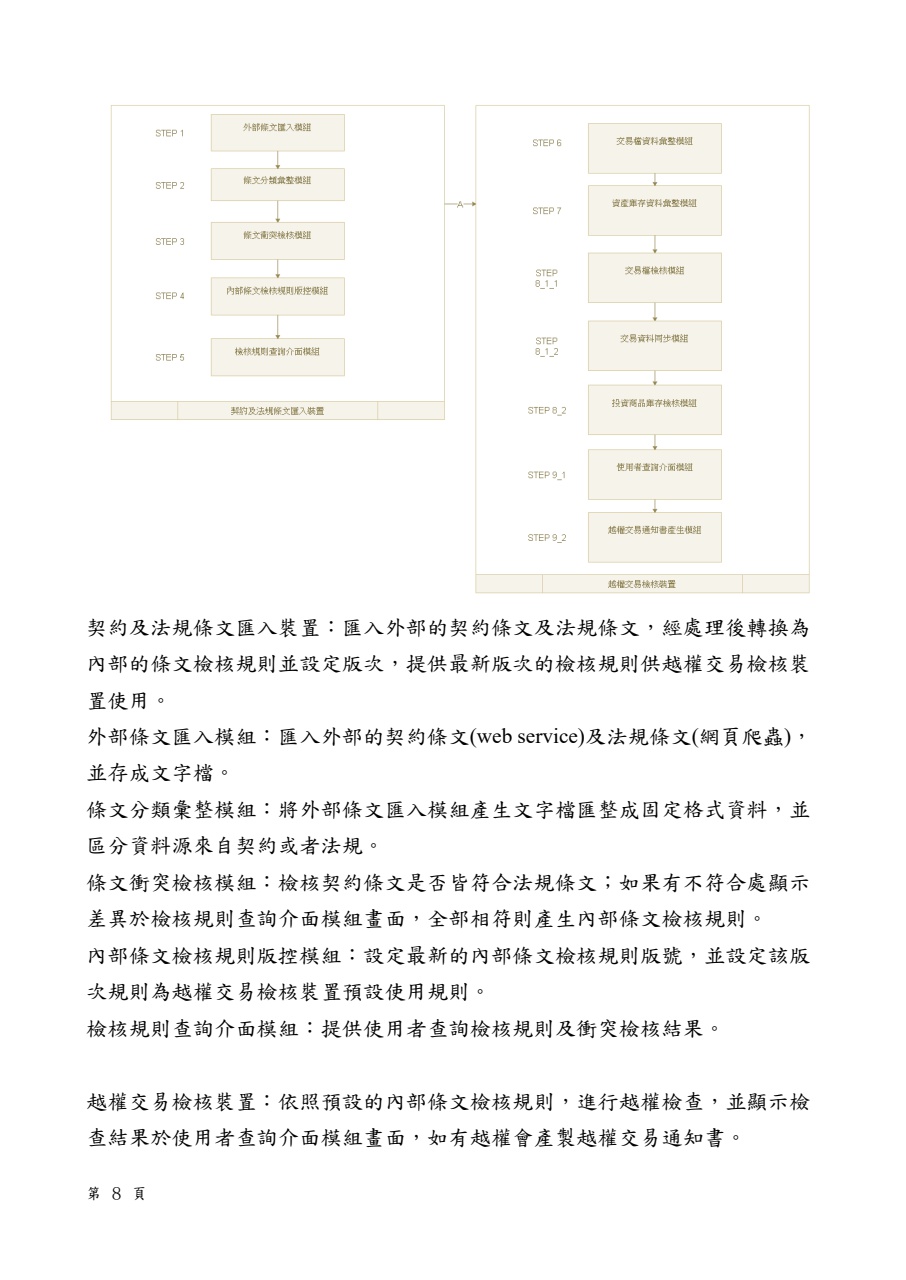 STEP 1
外部條文匯入模組
STEP 2
條文分類彙整模組
STEP 3
條文衝突檢核模組
STEP 4
內部條文檢核規則版控模組
STEP 5
檢核規則查詢介面模組
契約及法規條文匯入裝置
A
STEP 6
交易檔資料彙整模組
STEP 7
資產庫存資料彙整模組
STEP
8_1_1
交易檔檢核模組
STEP
8_1_2
交易資料同步模組
STEP 8_2
投資商品庫存檢核模組
STEP 9_1
使用者查詢介面模組
STEP 9_2
越權交易通知書產生模組
越權交易檢核裝置
契約及法規條文匯入裝置：匯入外部的契約條文及法規條文，經處理後轉換為
內部的條文檢核規則並設定版次，提供最新版次的檢核規則供越權交易檢核裝
置使用。
外部條文匯入模組：匯入外部的契約條文(web service)及法規條文(網頁爬蟲)，
並存成文字檔。
條文分類彙整模組：將外部條文匯入模組產生文字檔匯整成固定格式資料，並
區分資料源來自契約或者法規。
條文衝突檢核模組：檢核契約條文是否皆符合法規條文；如果有不符合處顯示
差異於檢核規則查詢介面模組畫面，全部相符則產生內部條文檢核規則。
內部條文檢核規則版控模組：設定最新的內部條文檢核規則版號，並設定該版
次規則為越權交易檢核裝置預設使用規則。
檢核規則查詢介面模組：提供使用者查詢檢核規則及衝突檢核結果。
越權交易檢核裝置：依照預設的內部條文檢核規則，進行越權檢查，並顯示檢
查結果於使用者查詢介面模組畫面，如有越權會產製越權交易通知書。
第 8 頁